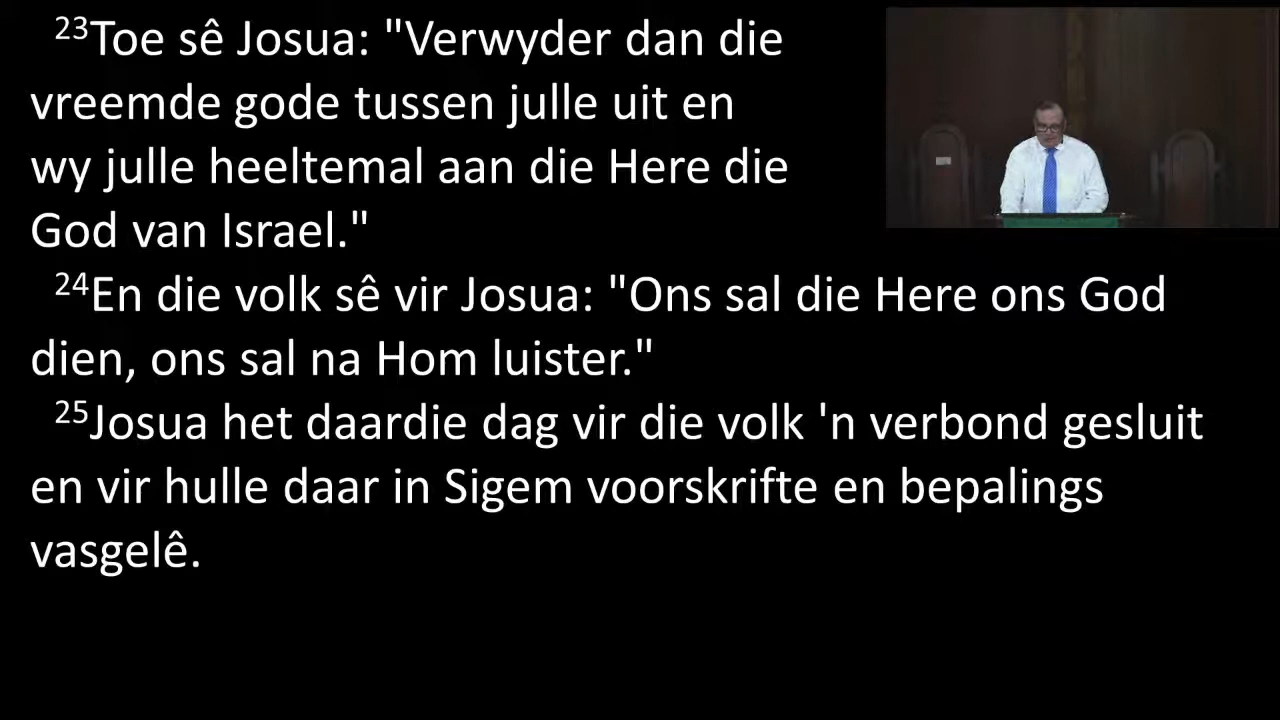 23Toe sê Josua: "Verwyder dan die
vreemde gode tussen julle uit en
wy julle heeltemal aan die Here die
God van Israel."
24En die volk sê vir Josua: "Ons sal die Here ons God
dien, ons sal na Hom luister."
25Josua het daardie dag vir die volk 'n verbond gesluit
en vir hulle daar in Sigem voorskrifte en bepalings
vasgelê.